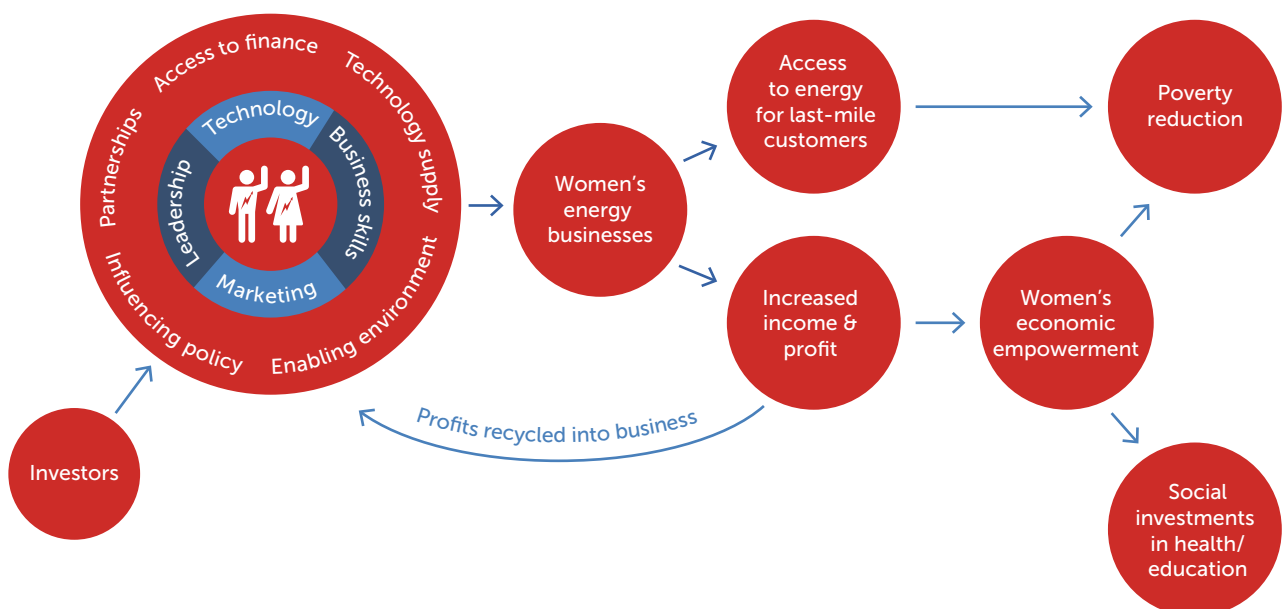 Partnerships
Access to finance
Technology supply
Influencing policy
Enabling environment
Leadership
Technology
Business skills
Marketing
Investors
Women’s
energy
businesses
Access
to energy
for last-mile
customers
Increased
income &
profit
Profits recycled into business
Women’s
economic
empowerment
Poverty
reduction
Social
investments
in health/
education